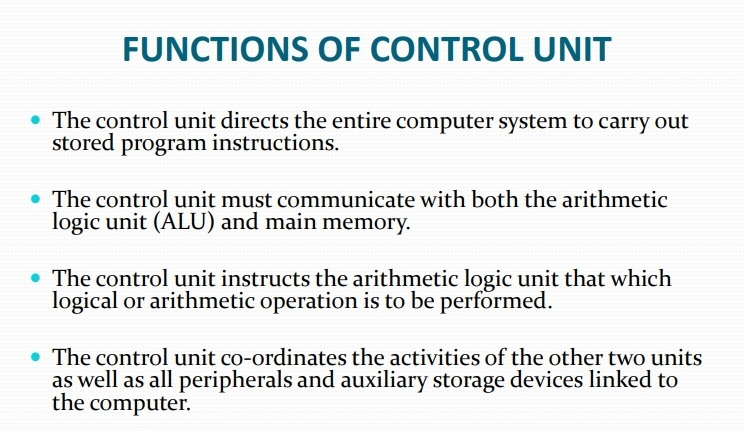 FUNCTIONS OF CONTROL UNIT
• The control unit directs the entire computer system to carry out
stored program instructions.
• The control unit must communicate with both the arithmetic
logic unit (ALU) and main memory.
• The control unit instructs the arithmetic logic unit that which
logical or arithmetic operation is to be performed.
• The control unit co-ordinates the activities of the other two units
as well as all peripherals and auxiliary storage devices linked to
the computer.